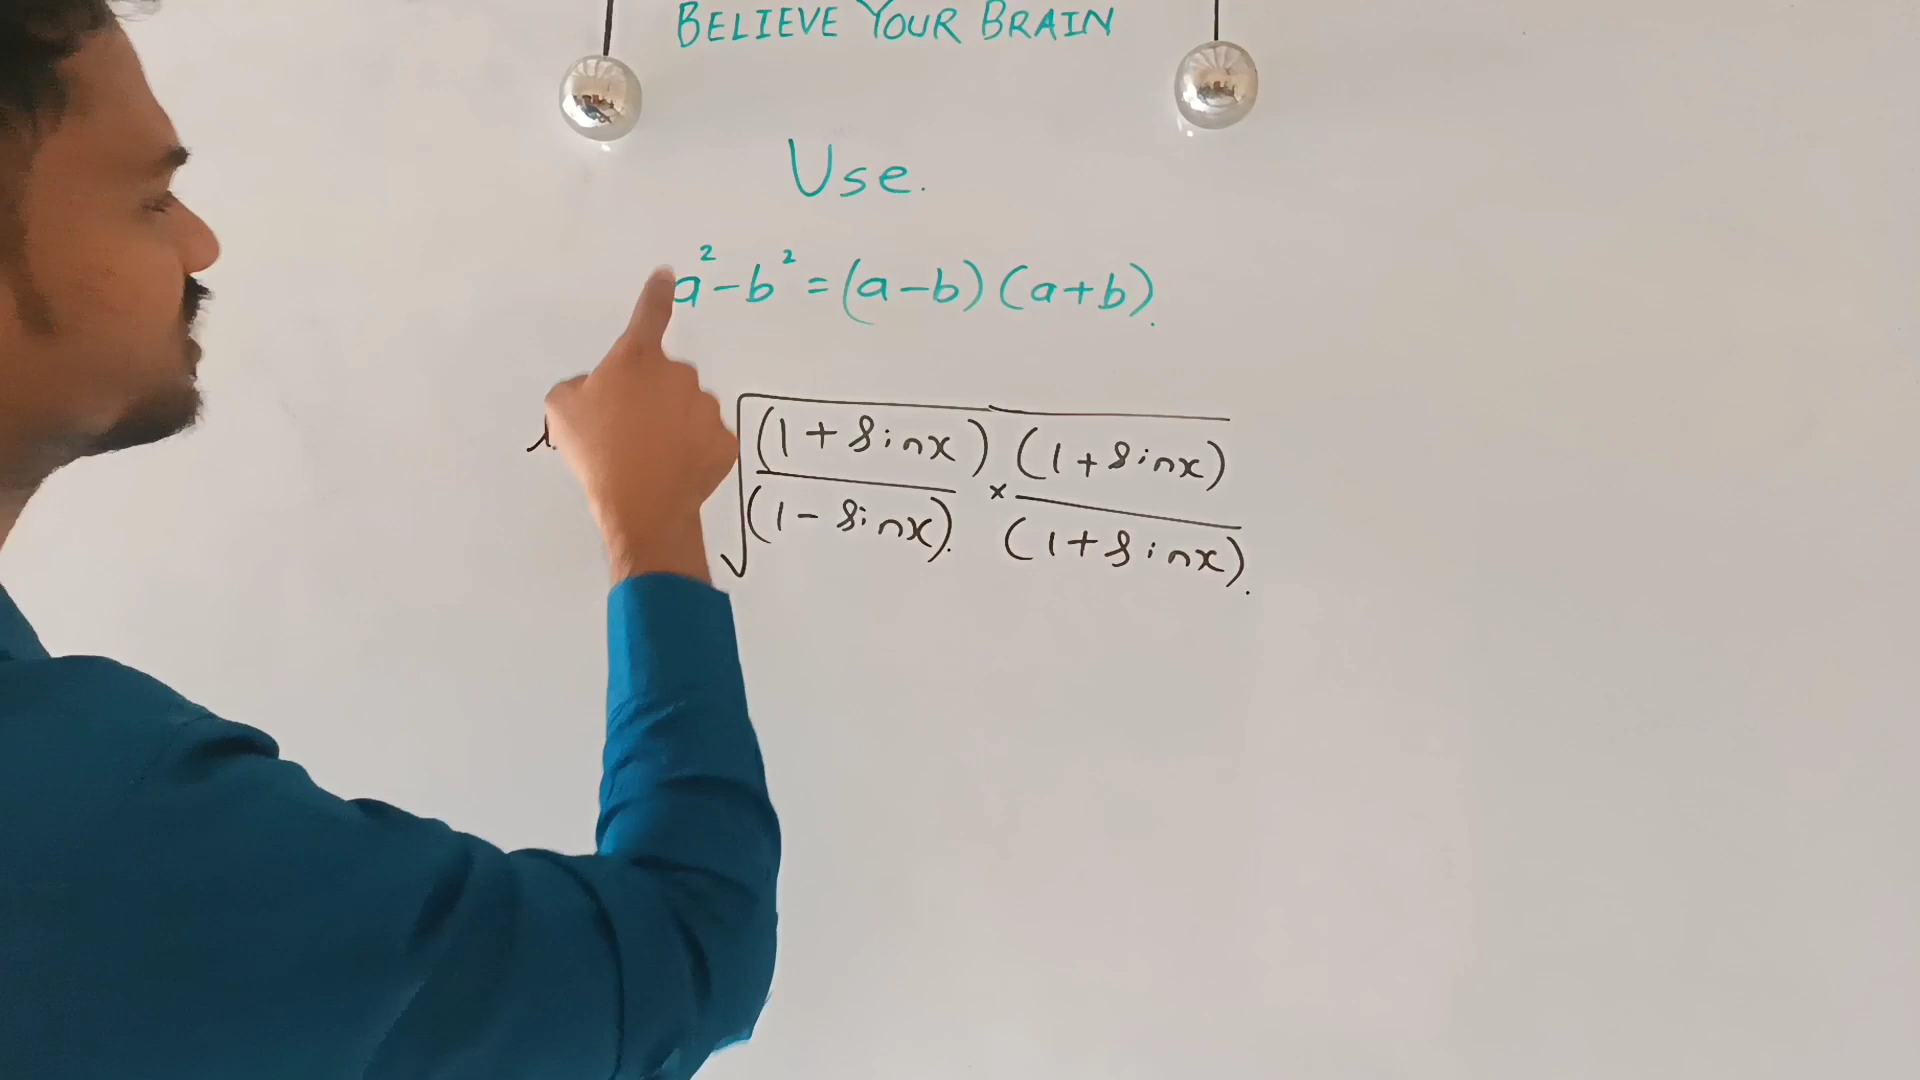 BELIEVE YOUR BRAIN
Use.
a² - b² = (a - b) (a + b).
√((1 + sinx) / (1 - sinx) × (1 + sinx) / (1 + sinx)).